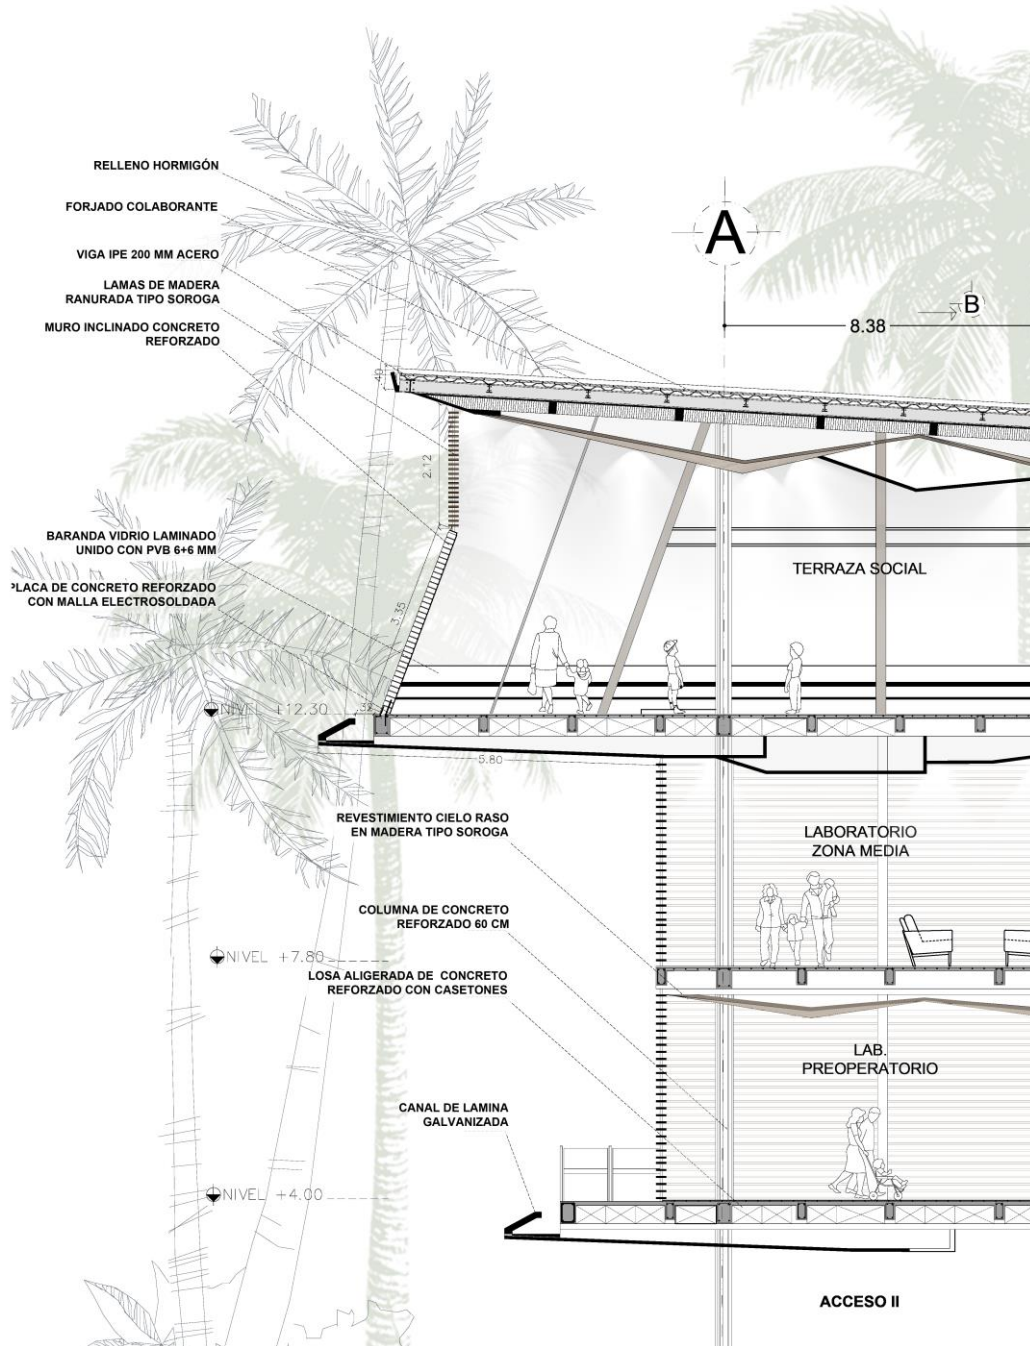 RELLENO HORMIGÓN
FORJADO COLABORANTE
VIGA IPE 200 MM ACERO
LAMAS DE MADERA
RANURADA TIPO SOROGA
MURO INCLINADO CONCRETO
REFORZADO
A
B
8.38
.40
2.12
BARANDA VIDRIO LAMINADO
UNIDO CON PVB 6+6 MM
PLACA DE CONCRETO REFORZADO
CON MALLA ELECTROSOLDADA
3.35
TERRAZA SOCIAL
NIVEL +12.30
5.80
REVESTIMIENTO CIELO RASO
EN MADERA TIPO SOROGA
LABORATORIO
ZONA MEDIA
COLUMNA DE CONCRETO
REFORZADO 60 CM
NIVEL +7.80
LOSA ALIGERADA DE CONCRETO
REFORZADO CON CASETONES
LAB.
PREOPERATORIO
CANAL DE LAMINA
GALVANIZADA
NIVEL +4.00
ACCESO II